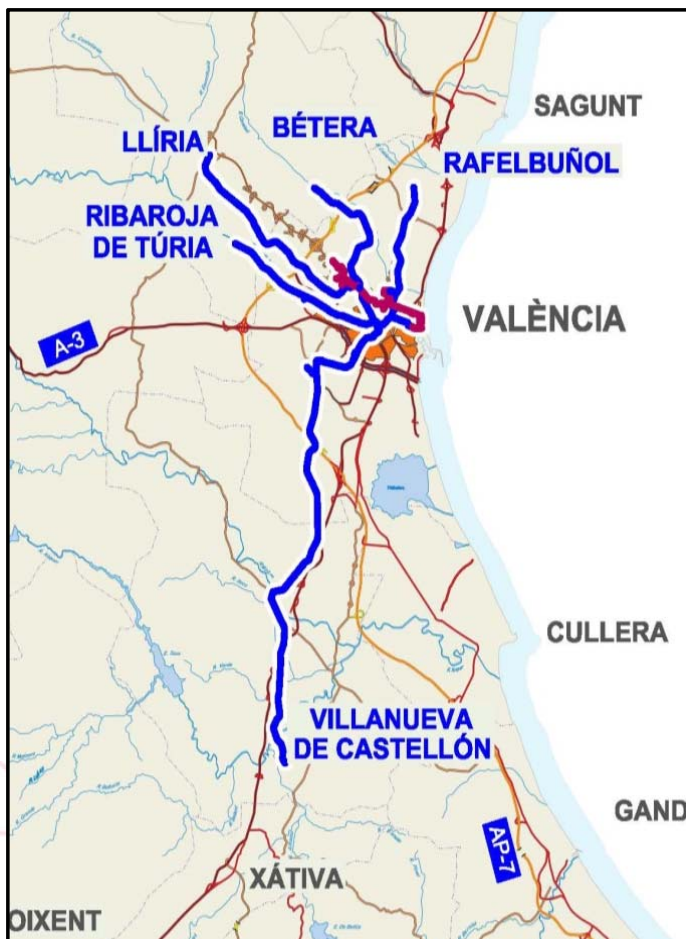 SAGUNT
BÉTERA
LLÍRIA
RAFELBUÑOL
RIBAROJA
DE TÚRIA
VALÈNCIA
A-3
CULLERA
VILLANUEVA
DE CASTELLÓN
GAND
AP-7
XÁTIVA
OIXENT